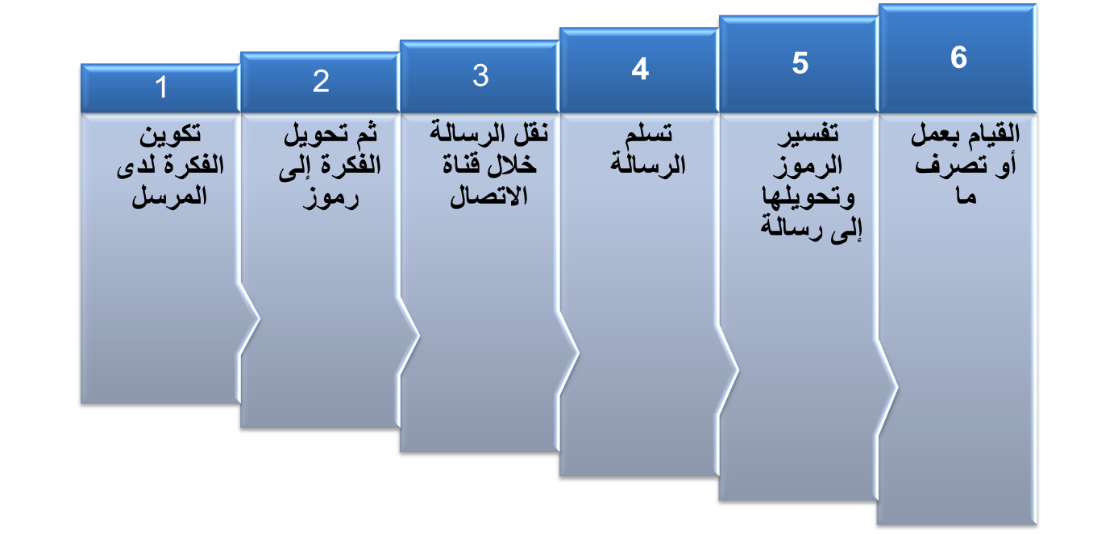 1
تكوين
الفكرة لدى
المرسل
2
ثم تحويل
الفكرة إلى
رموز
3
نقل الرسالة
خلال قناة
الاتصال
4
تسلم
الرسالة
5
تفسير
الرموز
وتحويلها
إلى رسالة
6
القيام بعمل
أو تصرف
ما